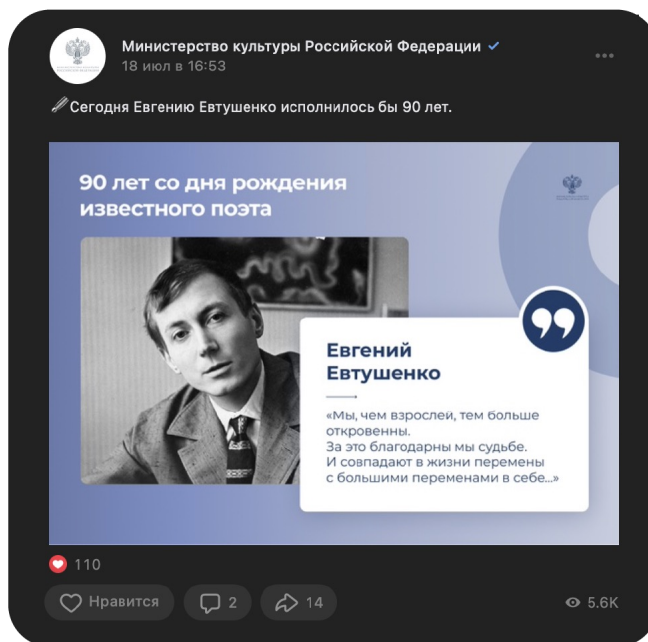 Министерство культуры Российской Федерации
18 июл в 16:53
Сегодня Евгению Евтушенко исполнилось бы 90 лет.
90 лет со дня рождения
известного поэта
Евгений
Евтушенко
«Мы, чем взрослей, тем больше
откровенны.
За это благодарны мы судьбе.
И совпадают в жизни перемены
с большими переменами в себе...»
110
Нравится
2
14
5.6K